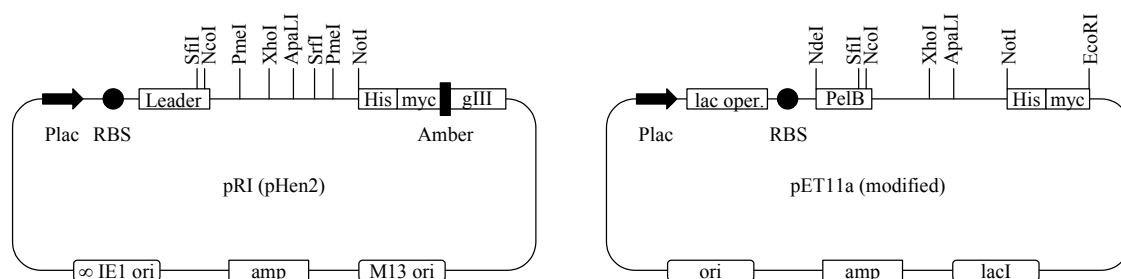 SfiI
NcoI
PmeI
XhoI
ApaLI
SrfI
PmeI
NotI
Leader
His
myc
gIII
Plac
RBS
Amber
pRI (pHen2)
∞ IE1 ori
amp
M13 ori
NdeI
SfiI
NcoI
XhoI
ApaLI
NotI
EcoRI
lac oper.
PelB
His
myc
Plac
RBS
pET11a (modified)
ori
amp
lacI